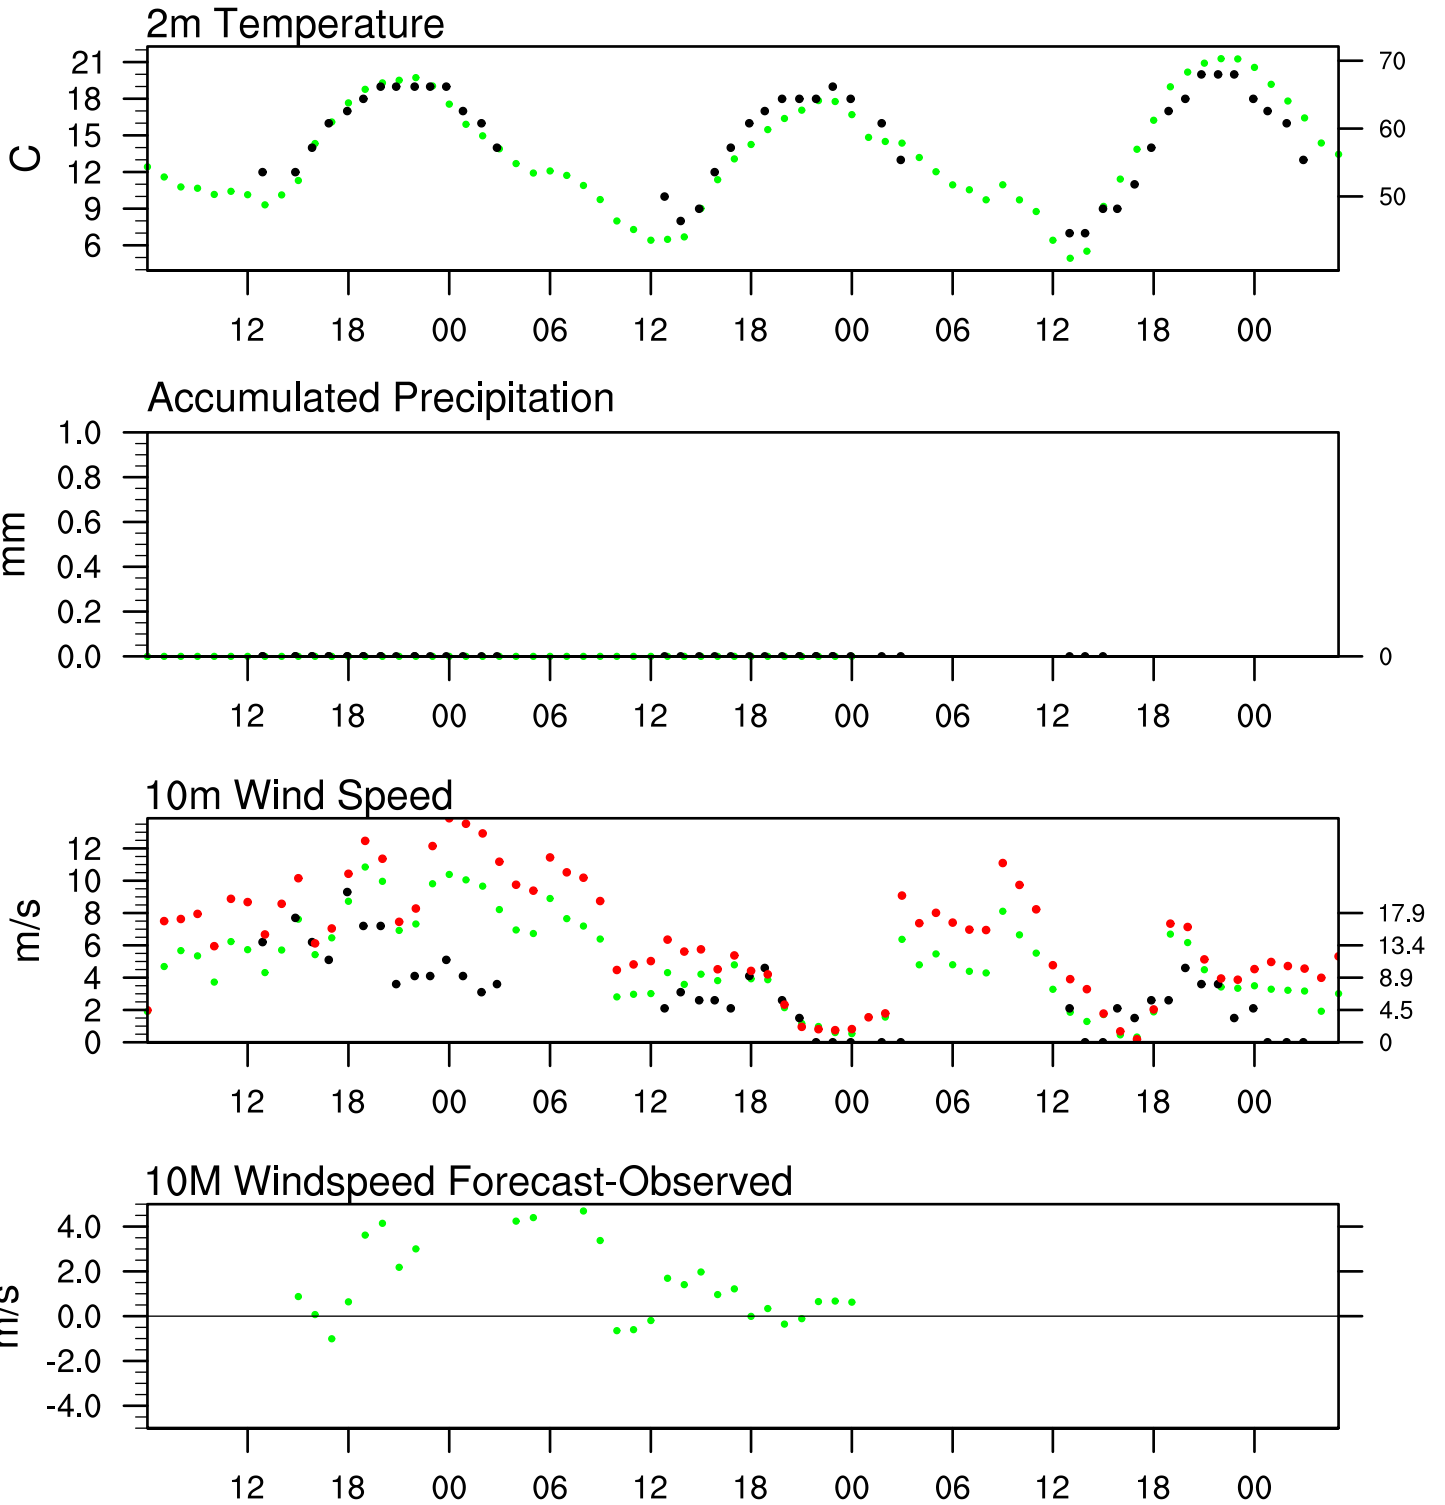 2m Temperature
21
18
15
12
9
6
C
70
60
50
12 18 00 06 12 18 00 06 12 18 00
Accumulated Precipitation
1.0
0.8
0.6
0.4
0.2
0.0
mm
0
12 18 00 06 12 18 00 06 12 18 00
10m Wind Speed
12
10
8
6
4
2
0
m/s
17.9
13.4
8.9
4.5
0
12 18 00 06 12 18 00 06 12 18 00
10M Windspeed Forecast-Observed
4.0
2.0
0.0
-2.0
-4.0
m/s
12 18 00 06 12 18 00 06 12 18 00